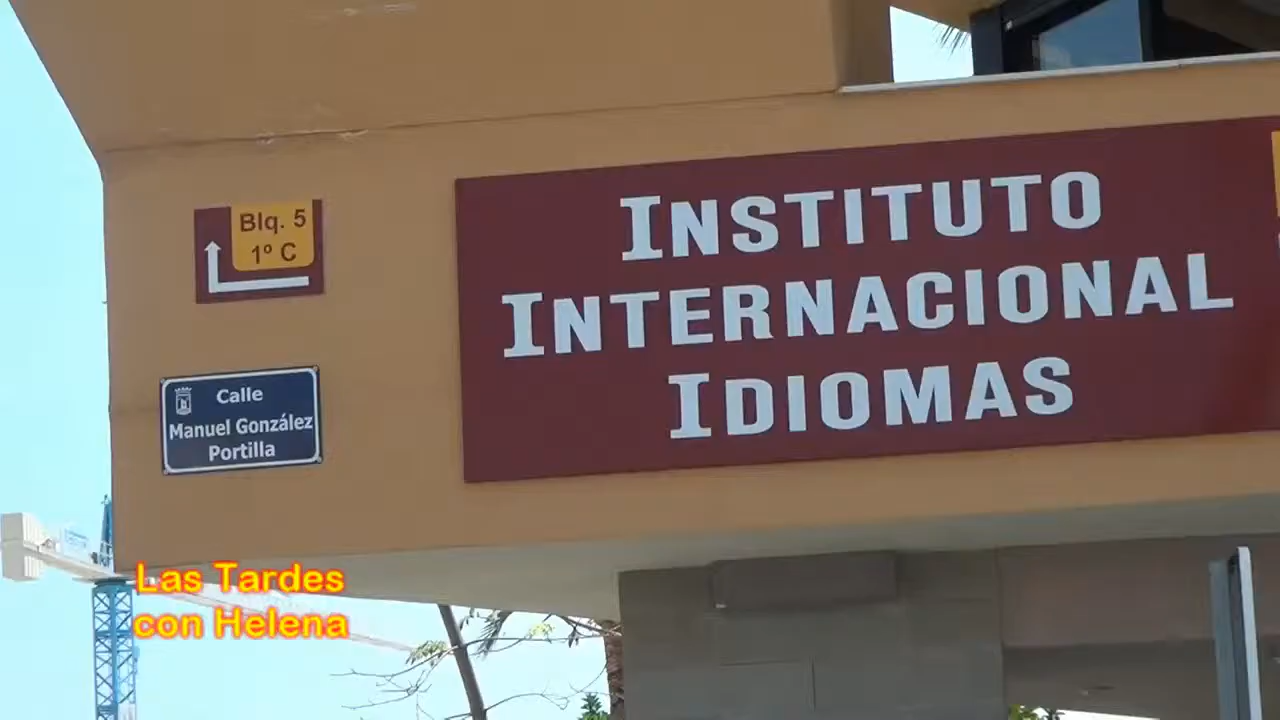 Blq. 5
1º C
INSTITUTO
INTERNACIONAL
IDIOMAS
Calle
Manuel González
Portilla
Las Tardes
con Helena